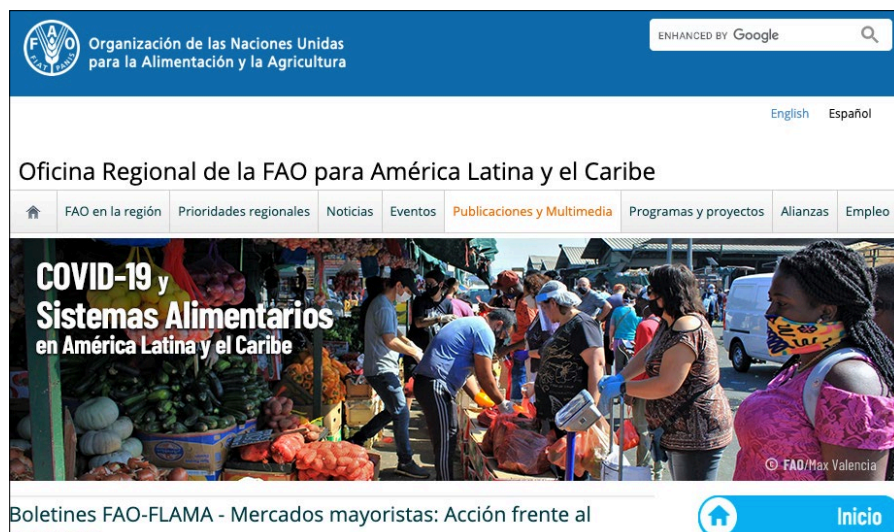 FAO
FIAT PANIS
Organización de las Naciones Unidas
para la Alimentación y la Agricultura
ENHANCED BY Google
English Español
Oficina Regional de la FAO para América Latina y el Caribe
FAO en la región Prioridades regionales Noticias Eventos Publicaciones y Multimedia Programas y proyectos Alianzas Empleo
COVID-19 y
Sistemas Alimentarios
en América Latina y el Caribe
© FAO/Max Valencia
Boletines FAO-FLAMA - Mercados mayoristas: Acción frente al
Inicio